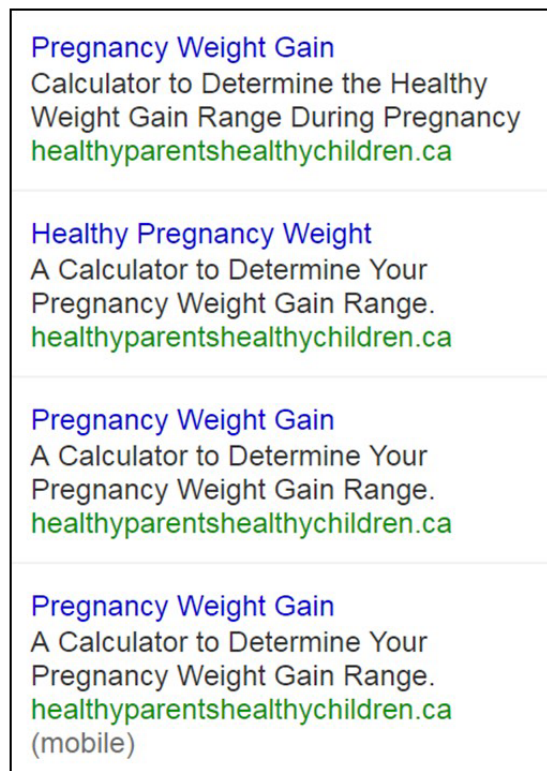 Pregnancy Weight Gain
Calculator to Determine the Healthy
Weight Gain Range During Pregnancy
healthyparentshealthychildren.ca
Healthy Pregnancy Weight
A Calculator to Determine Your
Pregnancy Weight Gain Range.
healthyparentshealthychildren.ca
Pregnancy Weight Gain
A Calculator to Determine Your
Pregnancy Weight Gain Range.
healthyparentshealthychildren.ca
Pregnancy Weight Gain
A Calculator to Determine Your
Pregnancy Weight Gain Range.
healthyparentshealthychildren.ca
(mobile)